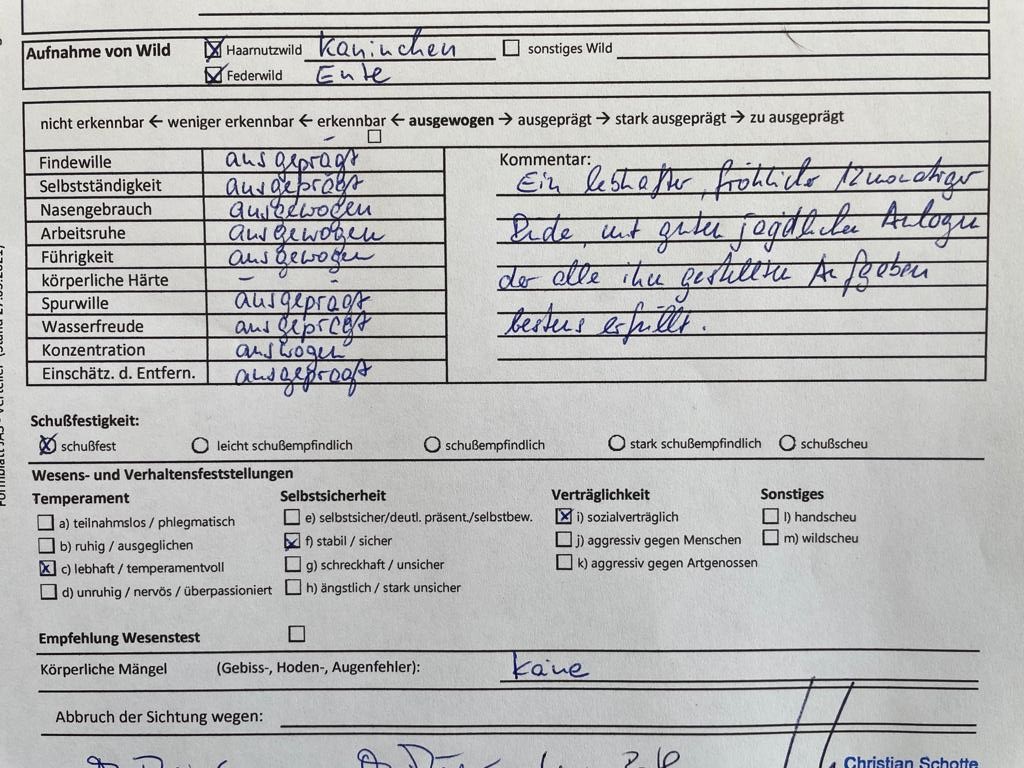 Aufnahme von Wild Haarnutzwild Kaninchen sonstiges Wild
Federwild Ente
nicht erkennbar ← weniger erkennbar ← erkennbar ← ausgewogen → ausgeprägt → stark ausgeprägt → zu ausgeprägt
Findewille ausgeprägt
Selbstständigkeit ausgeprägt
Nasengebrauch ausgewogen
Arbeitsruhe ausgewogen
Führigkeit ausgewogen
körperliche Härte –
Spurwille ausgeprägt
Wasserfreude ausgeprägt
Konzentration auswogen
Einschätz. d. Entfern. ausgeprägt
Kommentar:
Ein lebhafter, fröhlicher 12 monatiger
Rüde, mit guten jagdlichen Anlagen
der alle ihm gestellten Aufgaben
bestens erfüllt.
Schußfestigkeit:
schußfest leicht schußempfindlich schußempfindlich stark schußempfindlich schußscheu
Wesens- und Verhaltensfeststellungen
Temperament Selbstsicherheit Verträglichkeit Sonstiges
a) teilnahmslos / phlegmatisch e) selbstsicher/deutl. präsent./selbstbew. i) sozialverträglich l) handscheu
b) ruhig / ausgeglichen f) stabil / sicher j) aggressiv gegen Menschen m) wildscheu
c) lebhaft / temperamentvoll g) schreckhaft / unsicher k) aggressiv gegen Artgenossen
d) unruhig / nervös / überpassioniert h) ängstlich / stark unsicher
Empfehlung Wesenstest
Körperliche Mängel (Gebiss-, Hoden-, Augenfehler): Keine
Abbruch der Sichtung wegen:
Christian Schotte